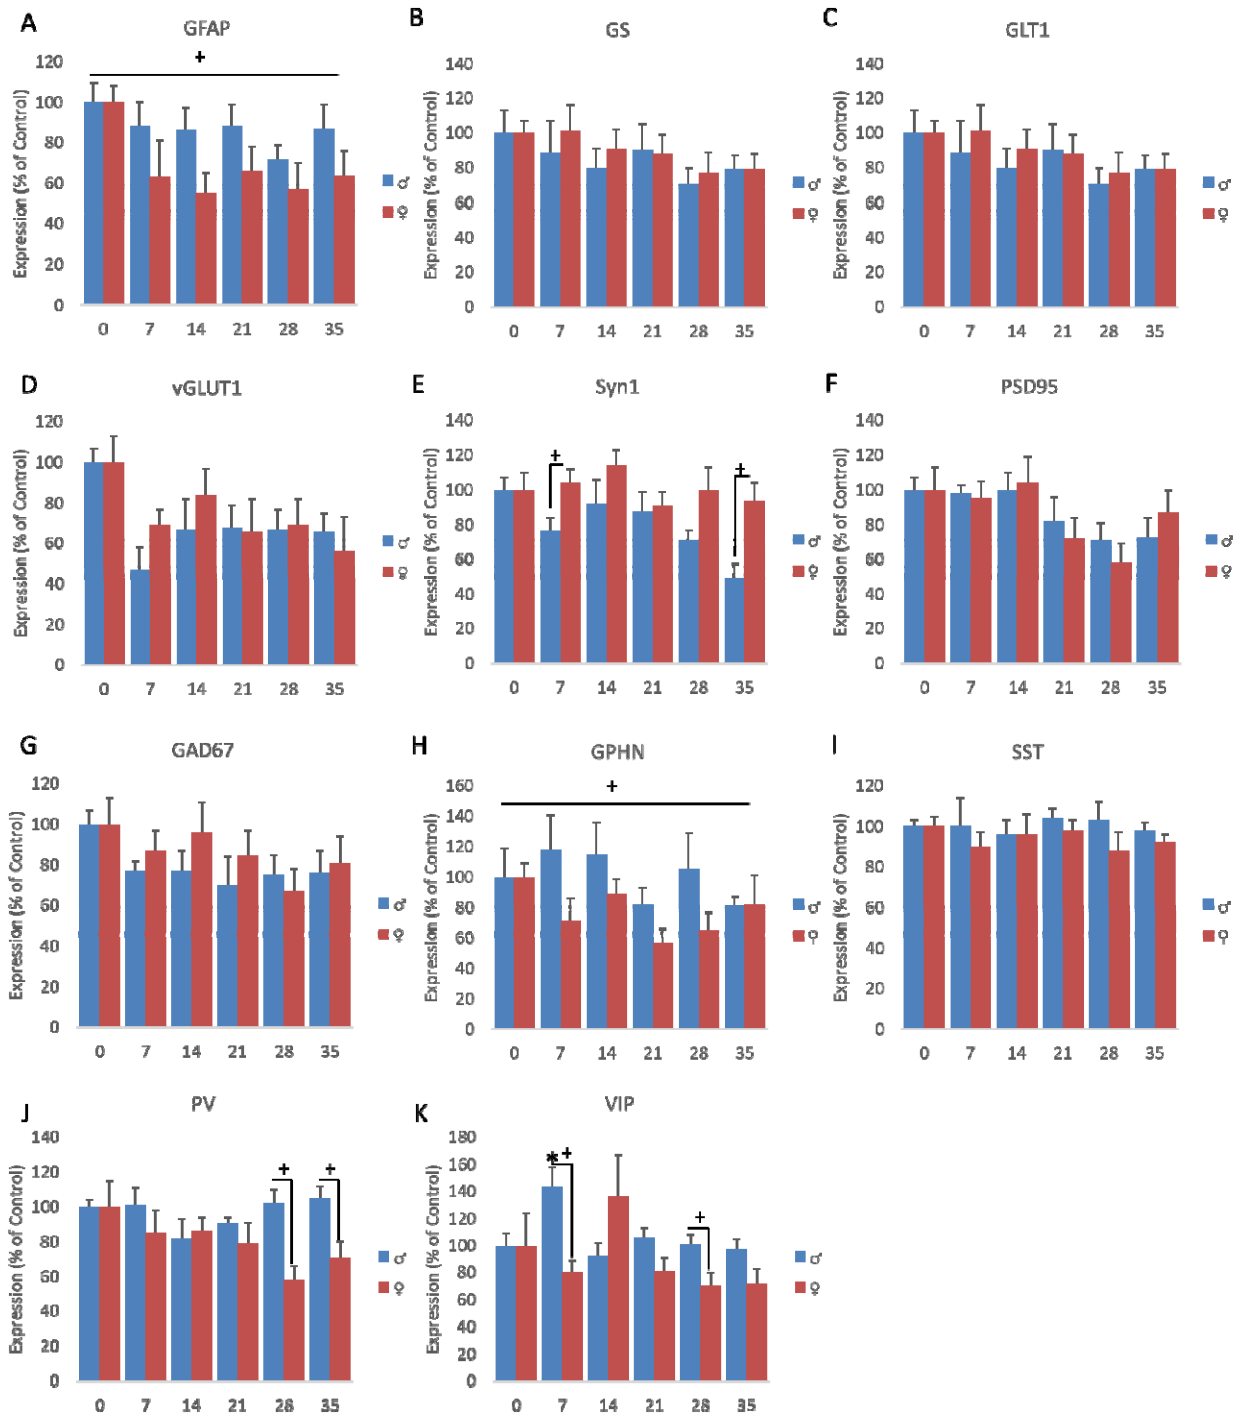 A
GFAP
+
Expression (% of Control)
120
100
80
60
40
20
0
0 7 14 21 28 35
♂
♀
B
GS
Expression (% of Control)
140
120
100
80
60
40
20
0
0 7 14 21 28 35
♂
♀
C
GLT1
Expression (% of Control)
140
120
100
80
60
40
20
0
0 7 14 21 28 35
♂
♀
D
vGLUT1
Expression (% of Control)
120
100
80
60
40
20
0
0 7 14 21 28 35
♂
♀
E
Syn1
Expression (% of Control)
140
120
100
80
60
40
20
0
+
+
0 7 14 21 28 35
♂
♀
F
PSD95
Expression (% of Control)
140
120
100
80
60
40
20
0
0 7 14 21 28 35
♂
♀
G
GAD67
Expression (% of Control)
120
100
80
60
40
20
0
0 7 14 21 28 35
♂
♀
H
GPHN
+
Expression (% of Control)
160
140
120
100
80
60
40
20
0
0 7 14 21 28 35
♂
♀
I
SST
Expression (% of Control)
120
100
80
60
40
20
0
0 7 14 21 28 35
♂
♀
J
PV
Expression (% of Control)
140
120
100
80
60
40
20
0
+
+
0 7 14 21 28 35
♂
♀
K
VIP
Expression (% of Control)
180
160
140
120
100
80
60
40
20
0
*+
+
0 7 14 21 28 35
♂
♀